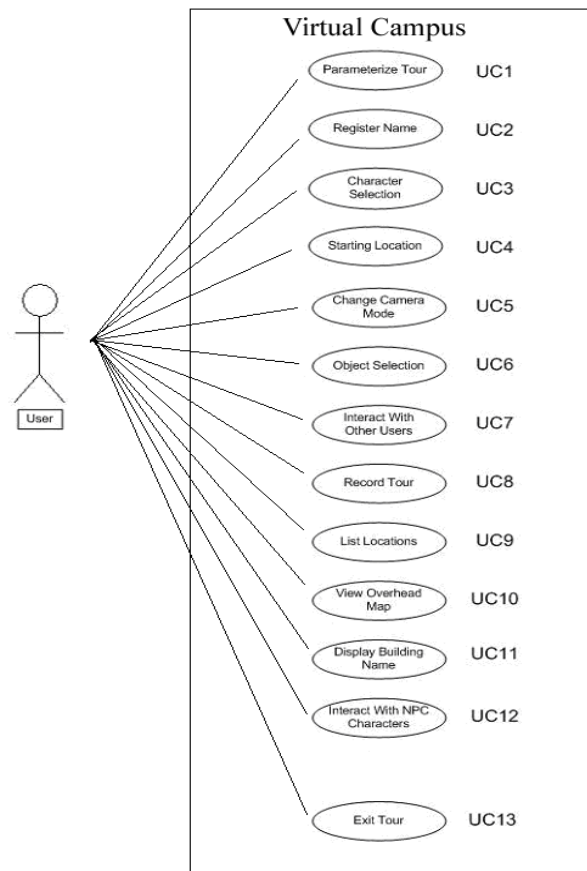 Virtual Campus
Parameterize Tour UC1
Register Name UC2
Character
Selection UC3
Starting Location UC4
Change Camera
Mode UC5
Object Selection UC6
Interact With
Other Users UC7
Record Tour UC8
List Locations UC9
View Overhead
Map UC10
Display Building
Name UC11
Interact With NPC
Characters UC12
Exit Tour UC13
User